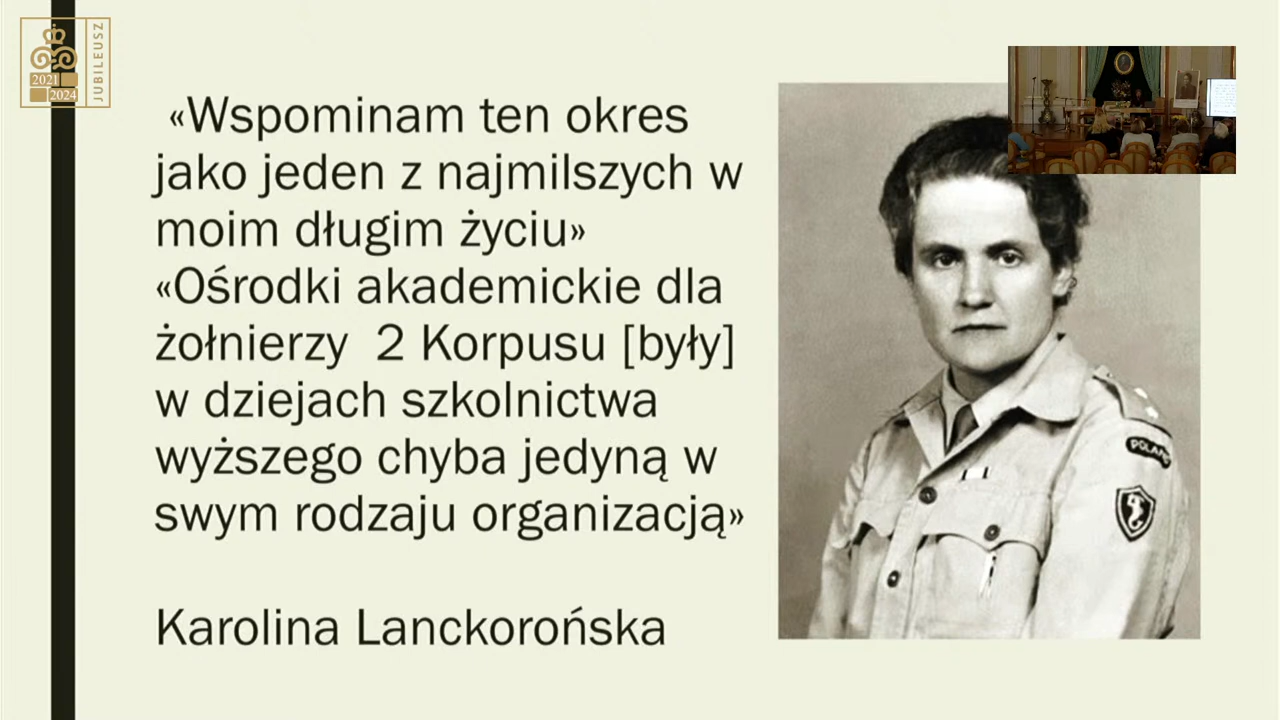 2021
2024
JUBILEUSZ
«Wspominam ten okres
jako jeden z najmilszych w
moim długim życiu»
«Ośrodki akademickie dla
żołnierzy 2 Korpusu [były]
w dziejach szkolnictwa
wyższego chyba jedyną w
swym rodzaju organizacją»
Karolina Lanckorońska
POLAND